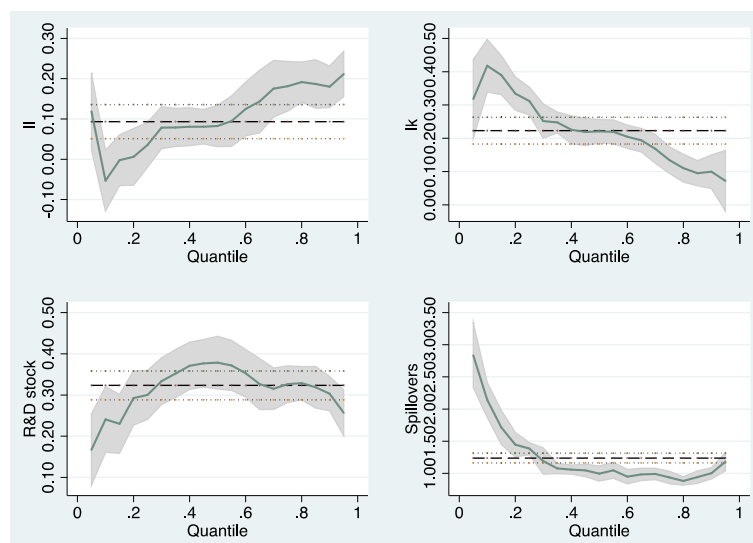 II
-0.10 0.00 0.10 0.20 0.30
0 .2 .4 .6 .8 1
Quantile
Ik
0.000.100.200.300.400.50
0 .2 .4 .6 .8 1
Quantile
R&D stock
0.10 0.20 0.30 0.40 0.50
0 .2 .4 .6 .8 1
Quantile
Spillovers
1.001.502.002.503.003.50
0 .2 .4 .6 .8 1
Quantile